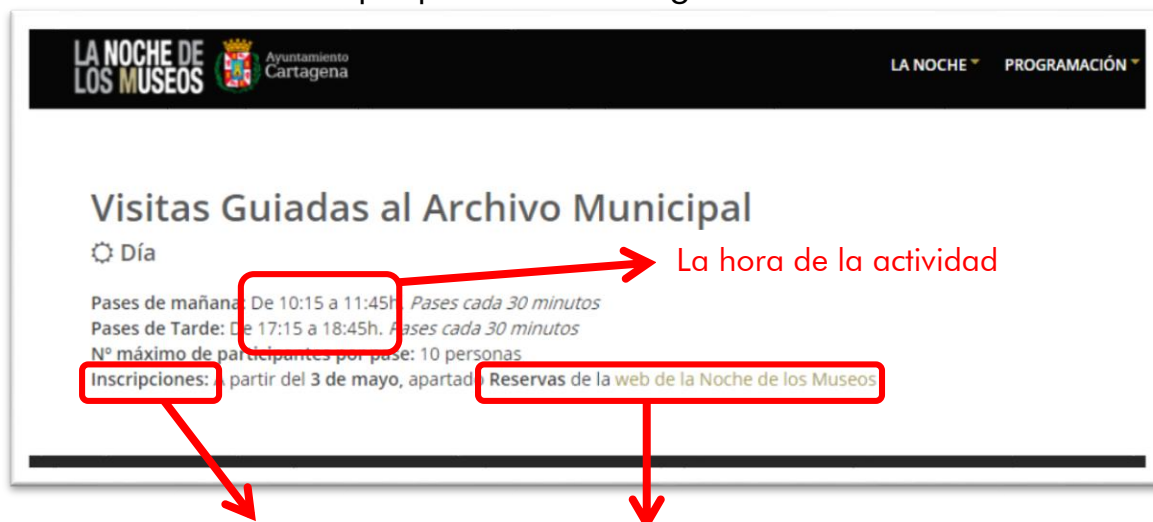 LA NOCHE DE
LOS MUSEOS
Ayuntamiento
Cartagena
LA NOCHE
PROGRAMACIÓN
Visitas Guiadas al Archivo Municipal
Día
La hora de la actividad
Pases de mañana: De 10:15 a 11:45h. Pases cada 30 minutos
Pases de Tarde: De 17:15 a 18:45h. Pases cada 30 minutos
Nº máximo de participantes por pase: 10 personas
Inscripciones: A partir del 3 de mayo, apartado Reservas de la web de la Noche de los Museos